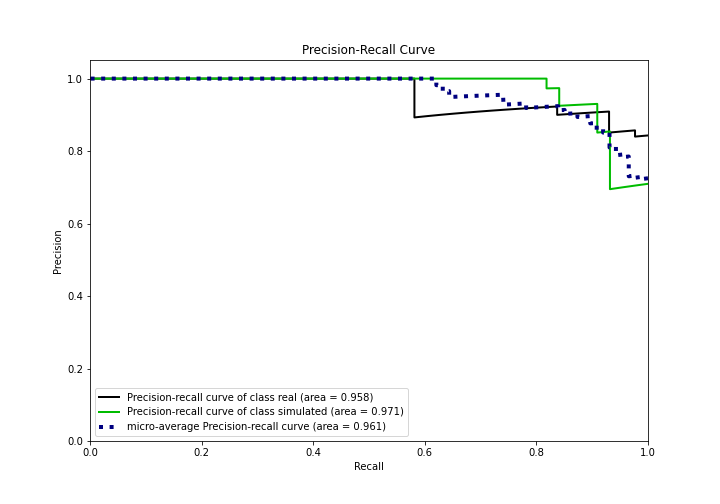 Precision-Recall Curve
1.0
0.8
0.6
0.4
0.2
0.0
Precision
Precision-recall curve of class real (area = 0.958)
Precision-recall curve of class simulated (area = 0.971)
micro-average Precision-recall curve (area = 0.961)
0.0 0.2 0.4 0.6 0.8 1.0
Recall